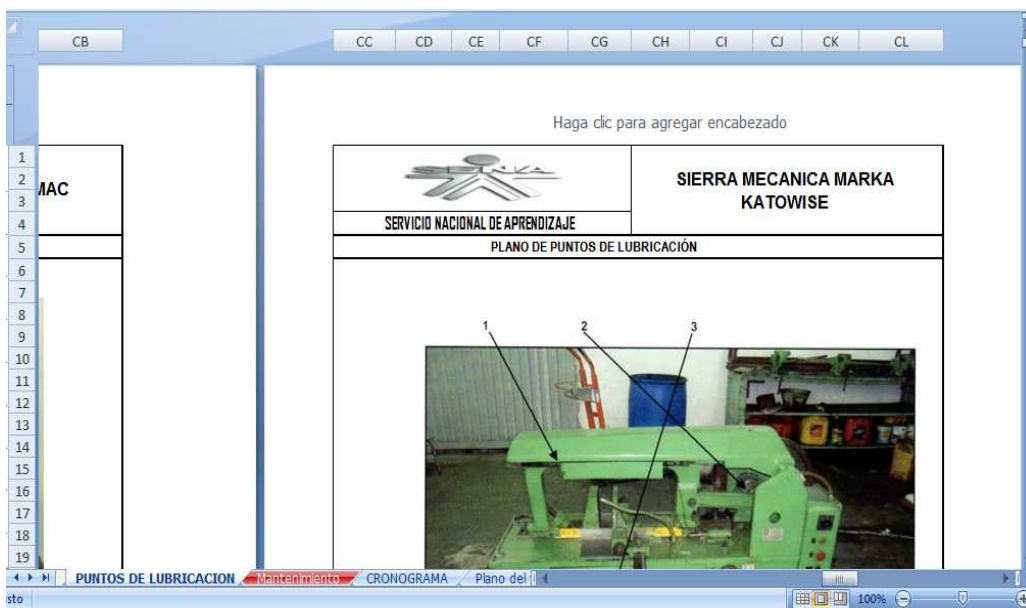 CB CC CD CE CF CG CH CI CJ CK CL
Haga clic para agregar encabezado
1
2
3
4
5
6
7
8
9
10
11
12
13
14
15
16
17
18
19
MAC
SENA
SERVICIO NACIONAL DE APRENDIZAJE
SIERRA MECANICA MARKA
KATOWISE
PLANO DE PUNTOS DE LUBRICACIÓN
1 2 3
PUNTOS DE LUBRICACION Mantenimiento CRONOGRAMA Plano del
sto 100%